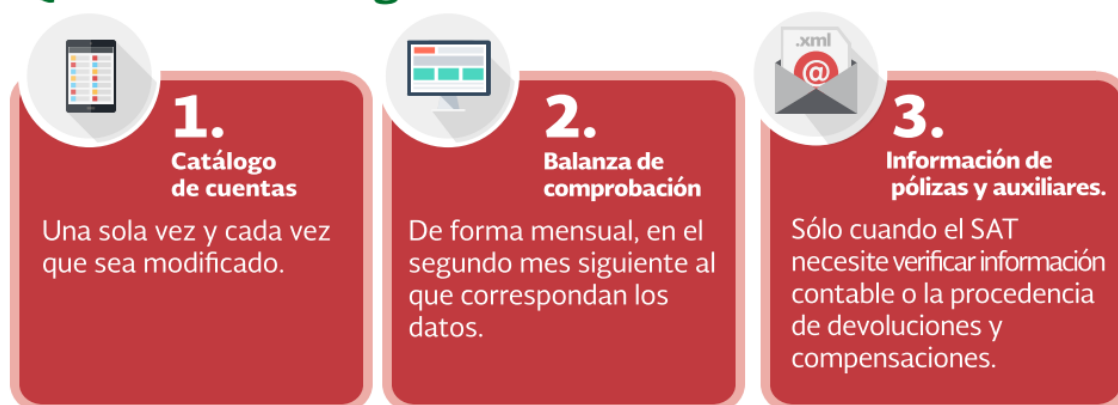 1.
Catálogo
de cuentas
Una sola vez y cada vez
que sea modificado.
2.
Balanza de
comprobación
De forma mensual, en el
segundo mes siguiente al
que correspondan los
datos.
.xml
@
3.
Información de
pólizas y auxiliares.
Sólo cuando el SAT
necesite verificar información
contable o la procedencia
de devoluciones y
compensaciones.